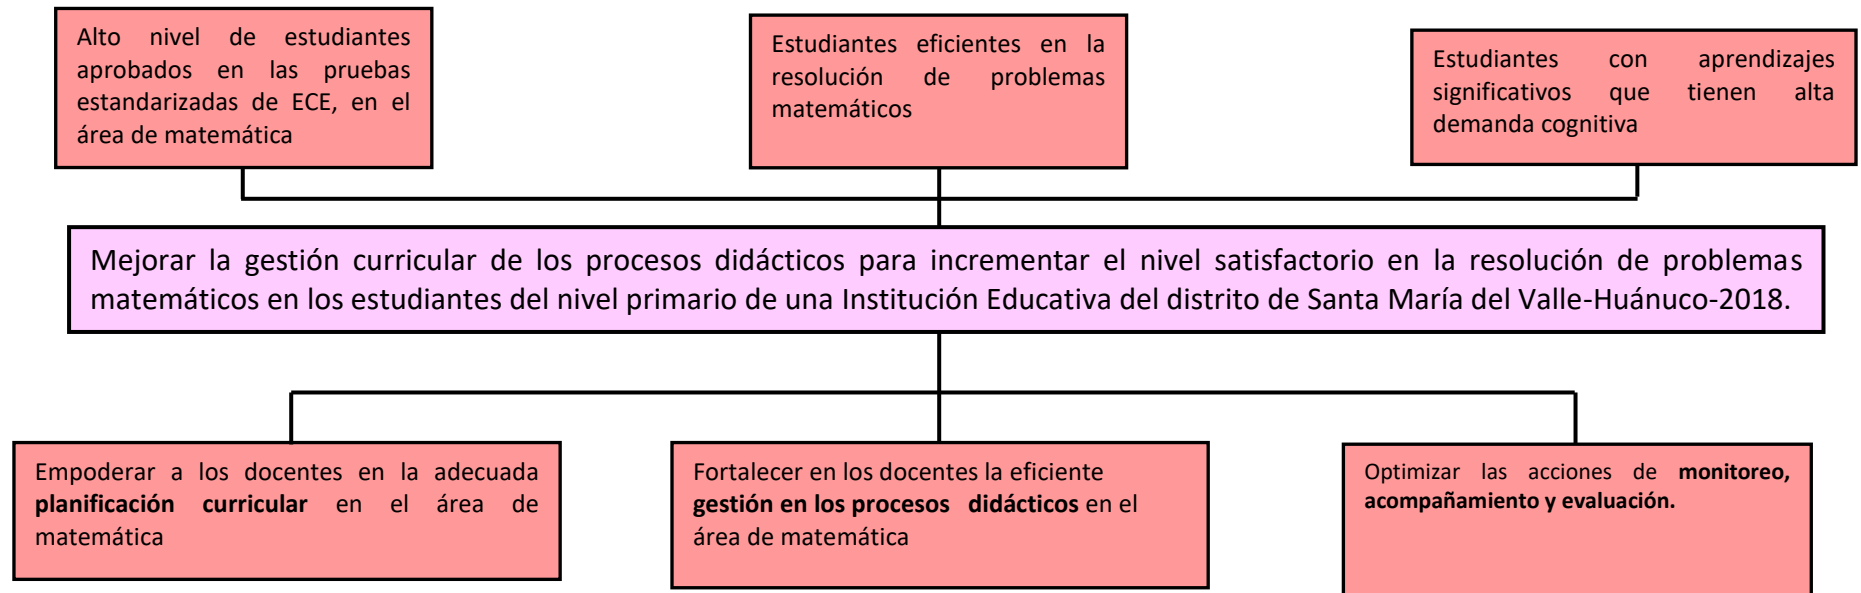 Alto nivel de estudiantes
aprobados en las pruebas
estandarizadas de ECE, en el
área de matemática
Estudiantes eficientes en la
resolución de problemas
matemáticos
Estudiantes con aprendizajes
significativos que tienen alta
demanda cognitiva
Mejorar la gestión curricular de los procesos didácticos para incrementar el nivel satisfactorio en la resolución de problemas
matemáticos en los estudiantes del nivel primario de una Institución Educativa del distrito de Santa María del Valle-Huánuco-2018.
Empoderar a los docentes en la adecuada
planificación curricular en el área de
matemática
Fortalecer en los docentes la eficiente
gestión en los procesos didácticos en el
área de matemática
Optimizar las acciones de monitoreo,
acompañamiento y evaluación.